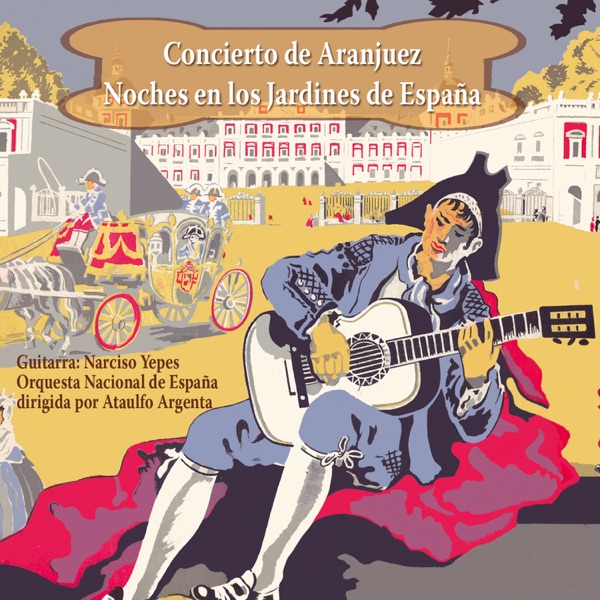 Concierto de Aranjuez
Noches en los Jardines de España
Guitarra: Narciso Yepes
Orquesta Nacional de España
dirigida por Ataulfo Argenta